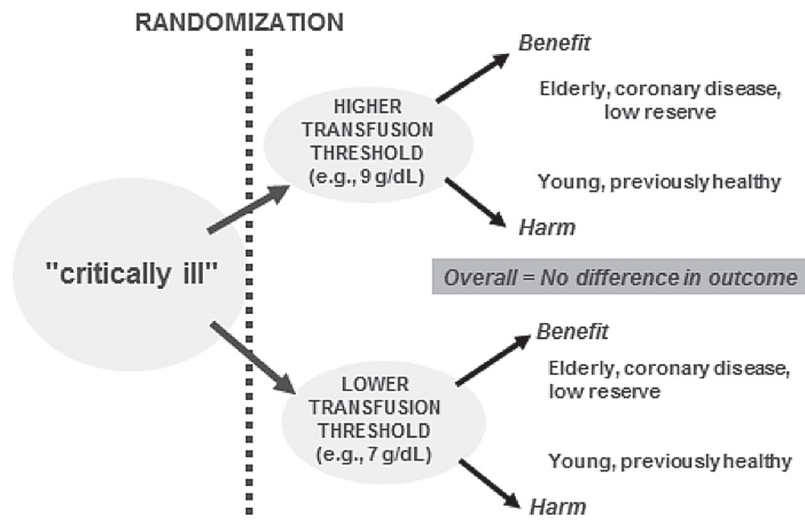 RANDOMIZATION
"critically ill"
HIGHER
TRANSFUSION
THRESHOLD
(e.g., 9 g/dL)
Benefit
Elderly, coronary disease,
low reserve
Young, previously healthy
Harm
Overall = No difference in outcome
LOWER
TRANSFUSION
THRESHOLD
(e.g., 7 g/dL)
Benefit
Elderly, coronary disease,
low reserve
Young, previously healthy
Harm